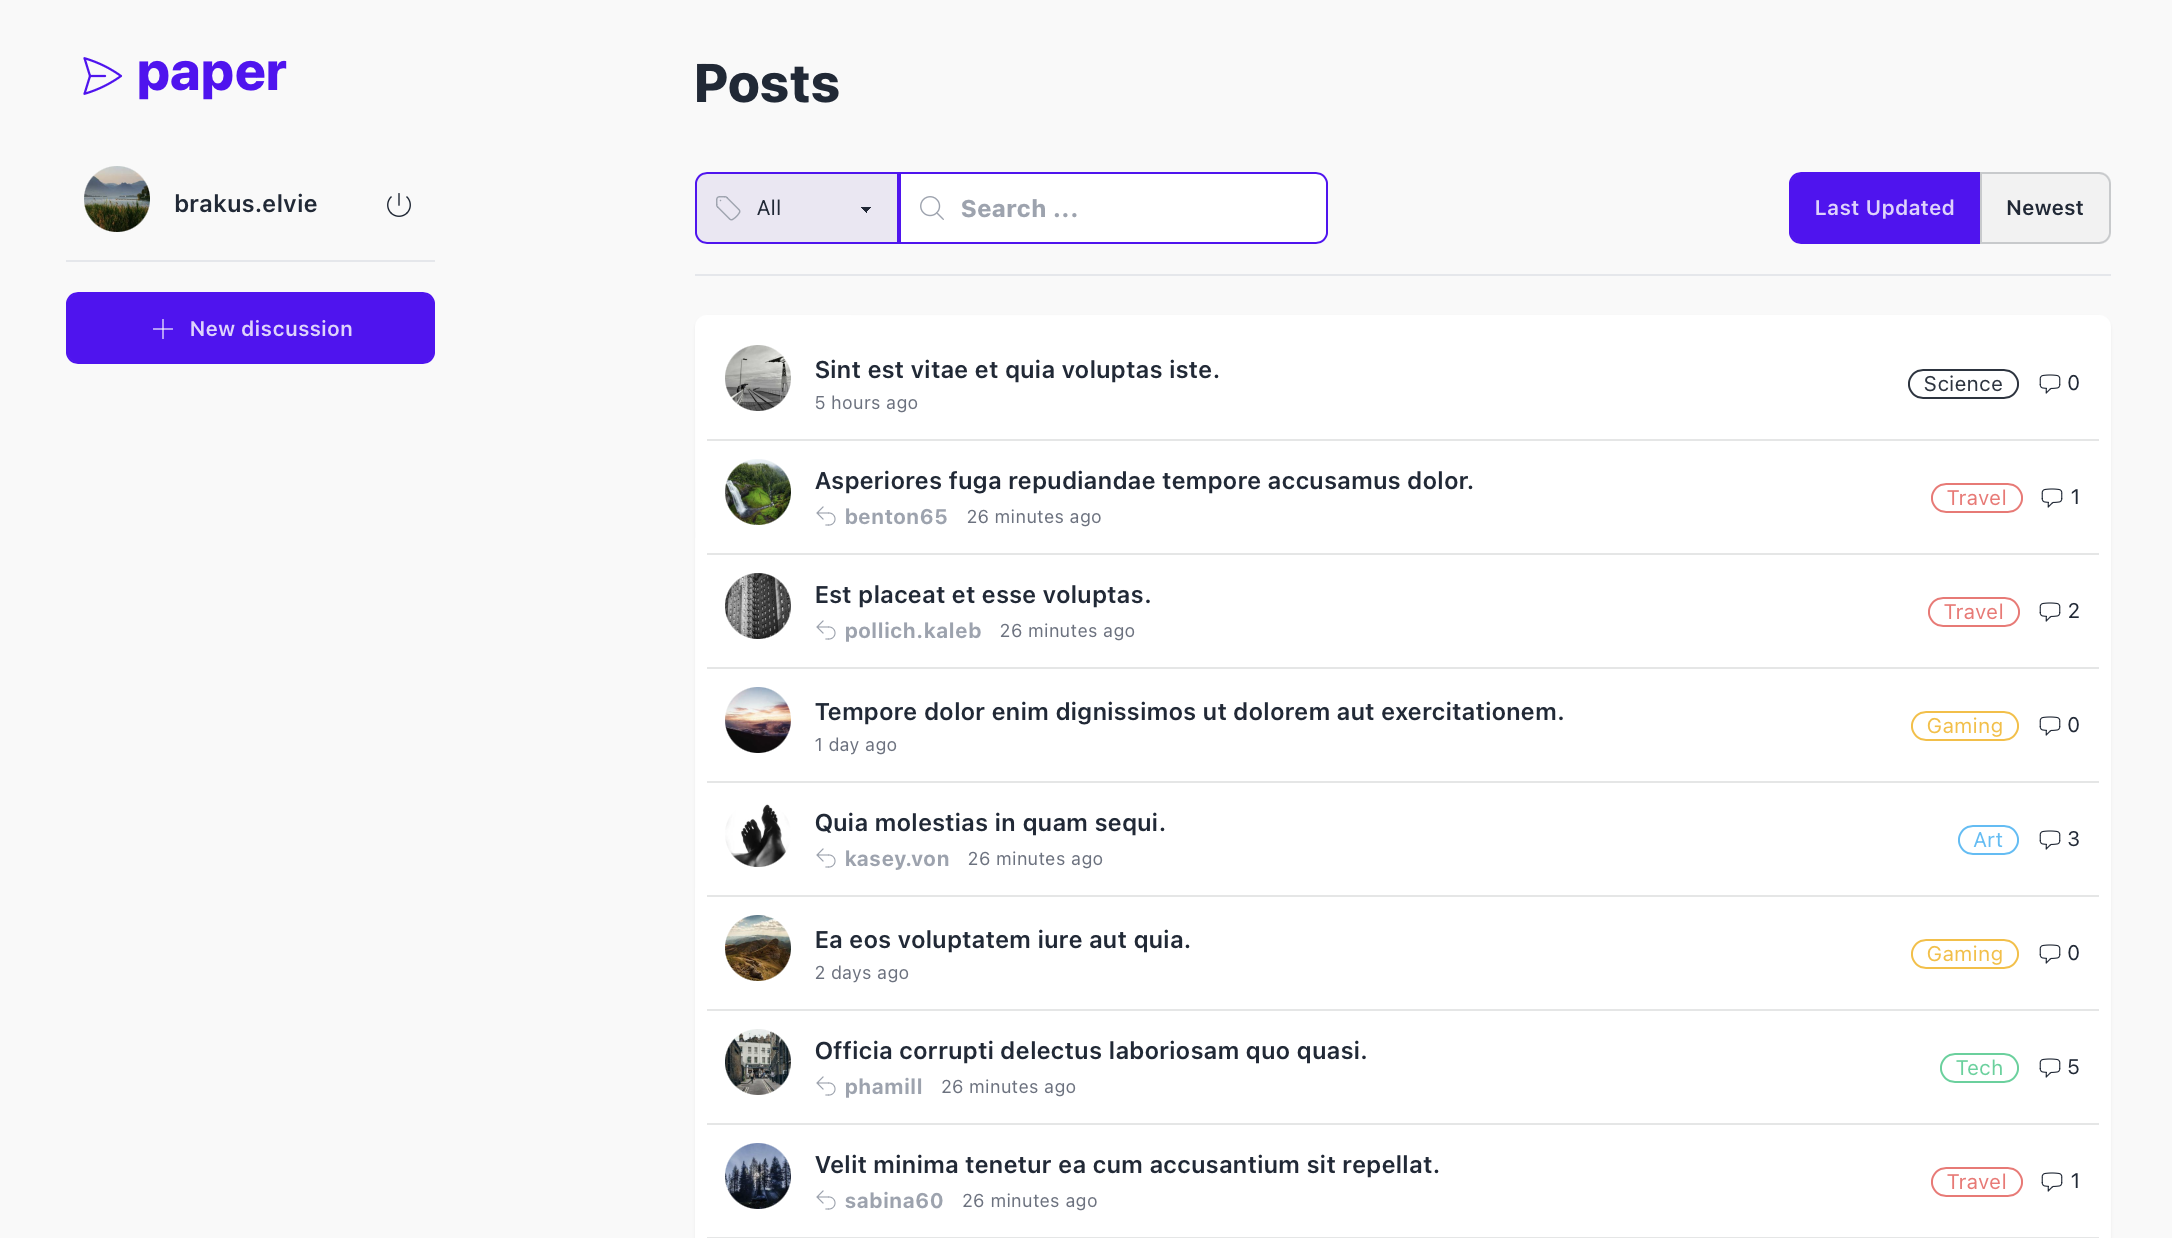 paper
brakus.elvie
New discussion
Posts
All
Search ...
Last Updated
Newest
Sint est vitae et quia voluptas iste.
5 hours ago
Science
0
Asperiores fuga repudiandae tempore accusamus dolor.
benton65 26 minutes ago
Travel
1
Est placeat et esse voluptas.
pollich.kaleb 26 minutes ago
Travel
2
Tempore dolor enim dignissimos ut dolorem aut exercitationem.
1 day ago
Gaming
0
Quia molestias in quam sequi.
kasey.von 26 minutes ago
Art
3
Ea eos voluptatem iure aut quia.
2 days ago
Gaming
0
Officia corrupti delectus laboriosam quo quasi.
phamill 26 minutes ago
Tech
5
Velit minima tenetur ea cum accusantium sit repellat.
sabina60 26 minutes ago
Travel
1